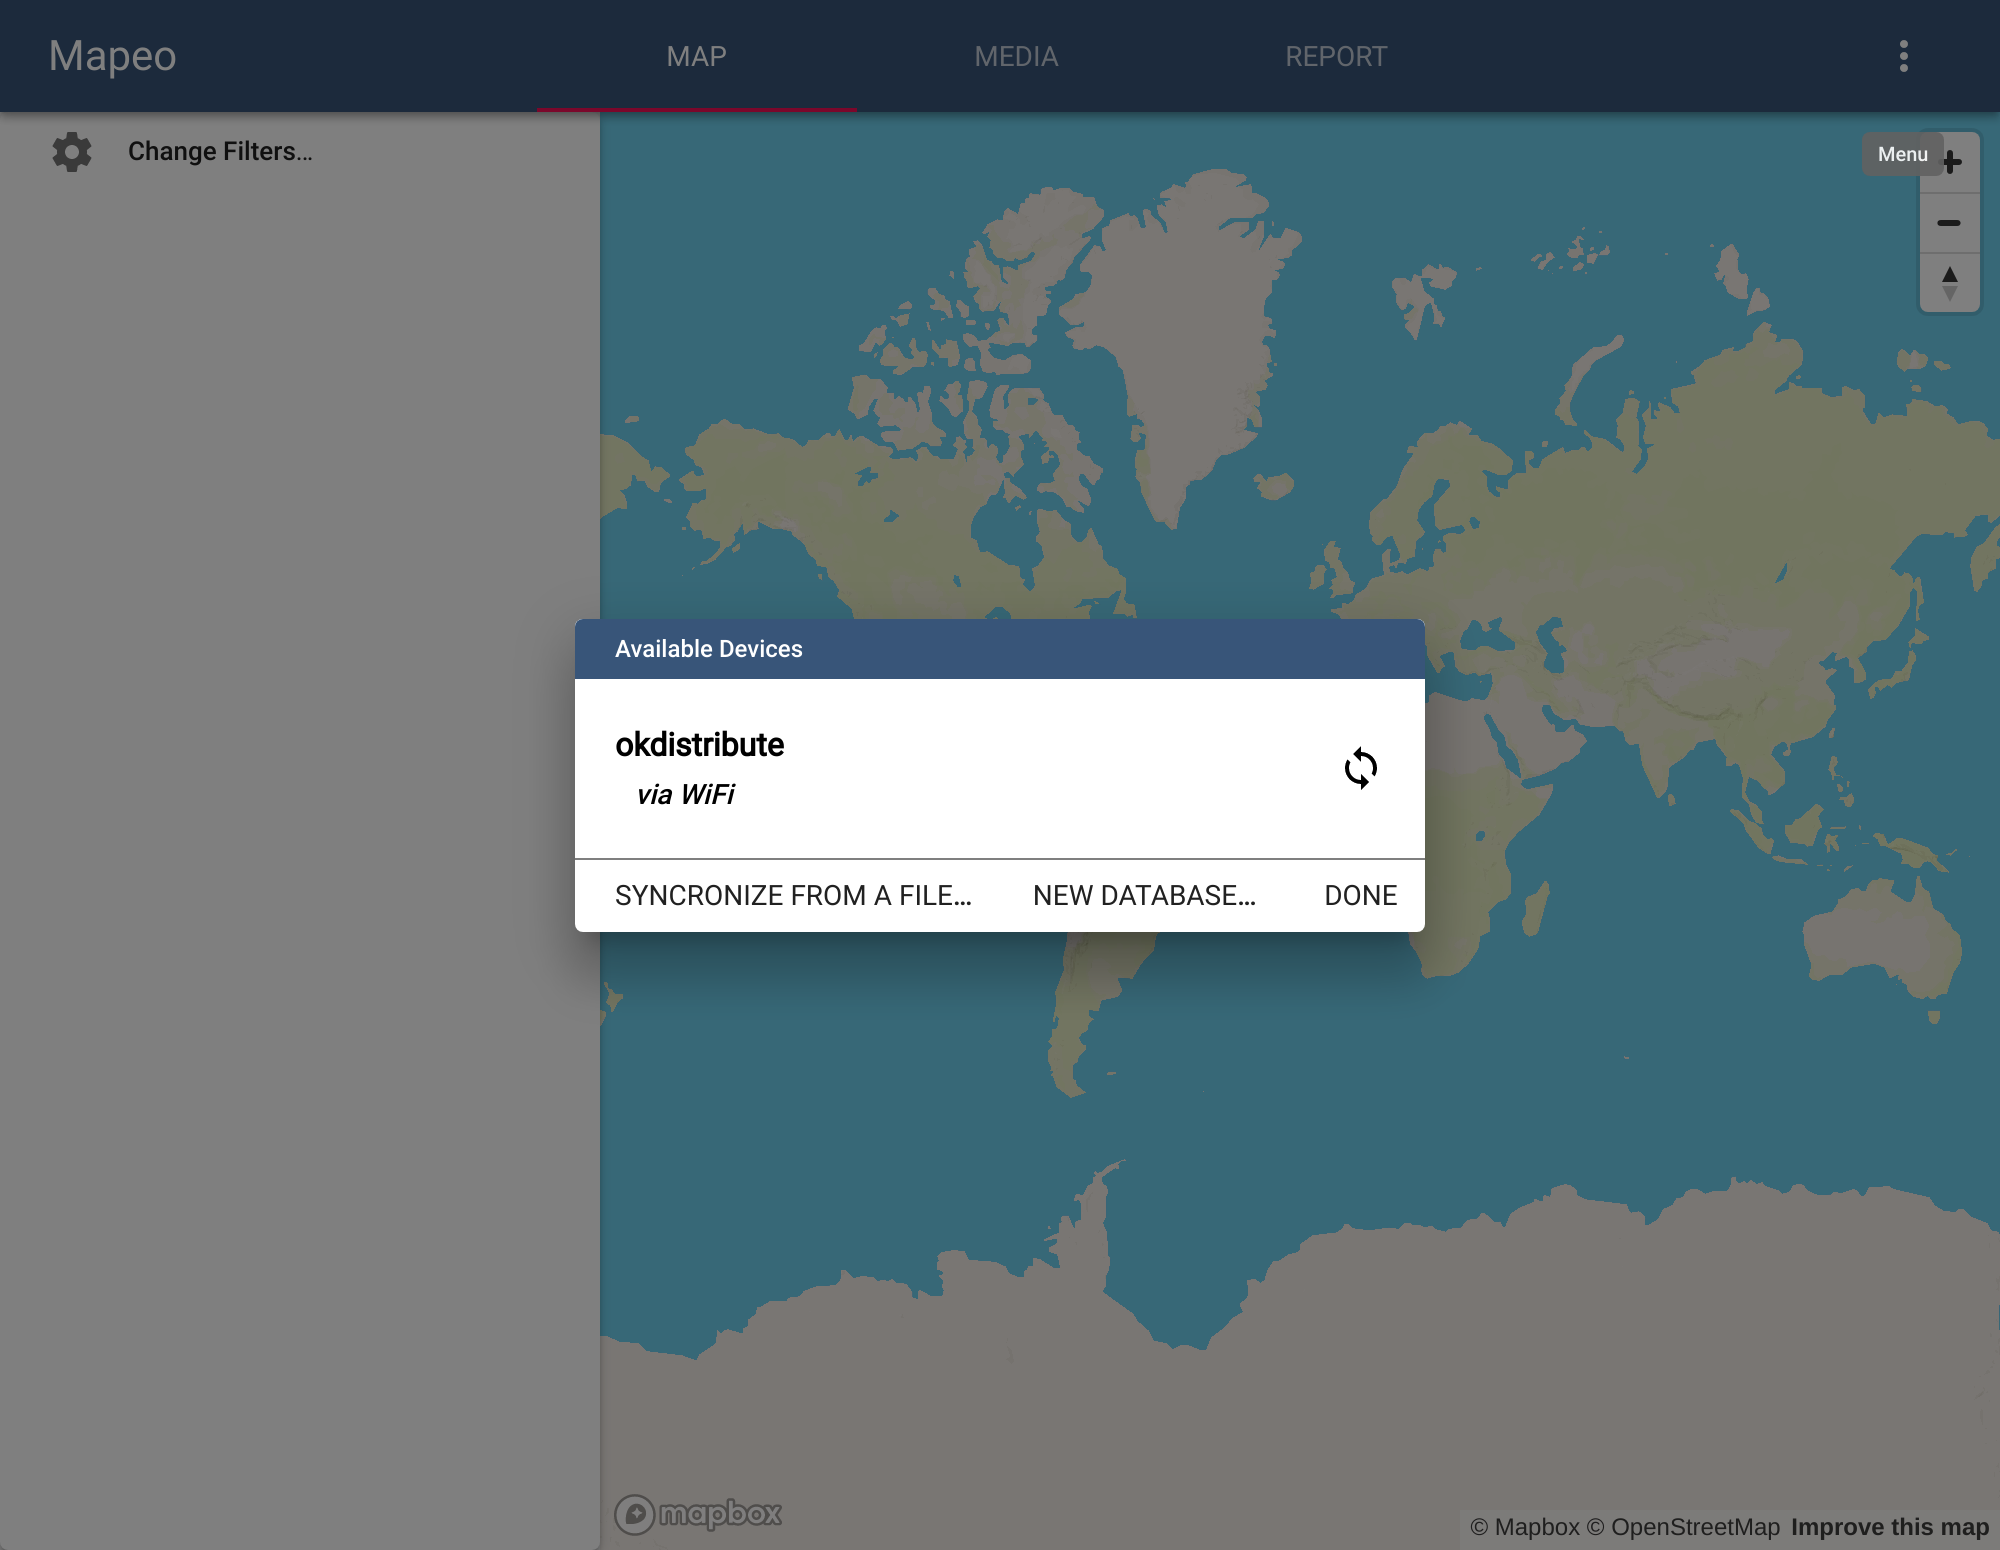 Mapeo
MAP
MEDIA
REPORT
Change Filters...
Menu
Available Devices
okdistribute
via WiFi
SYNCRONIZE FROM A FILE...
NEW DATABASE...
DONE
mapbox
© Mapbox © OpenStreetMap Improve this map